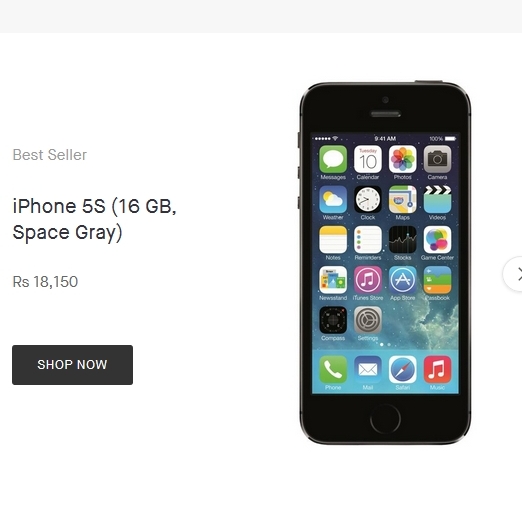 Best Seller
iPhone 5S (16 GB,
Space Gray)
Rs 18,150
SHOP NOW
9:41 AM
100%
Tuesday
10
Messages Calendar Photos Camera
Weather Clock Maps Videos
Notes Reminders Stocks Game Center
Newsstand iTunes Store App Store Passbook
Compass Settings
Phone Mail Safari Music